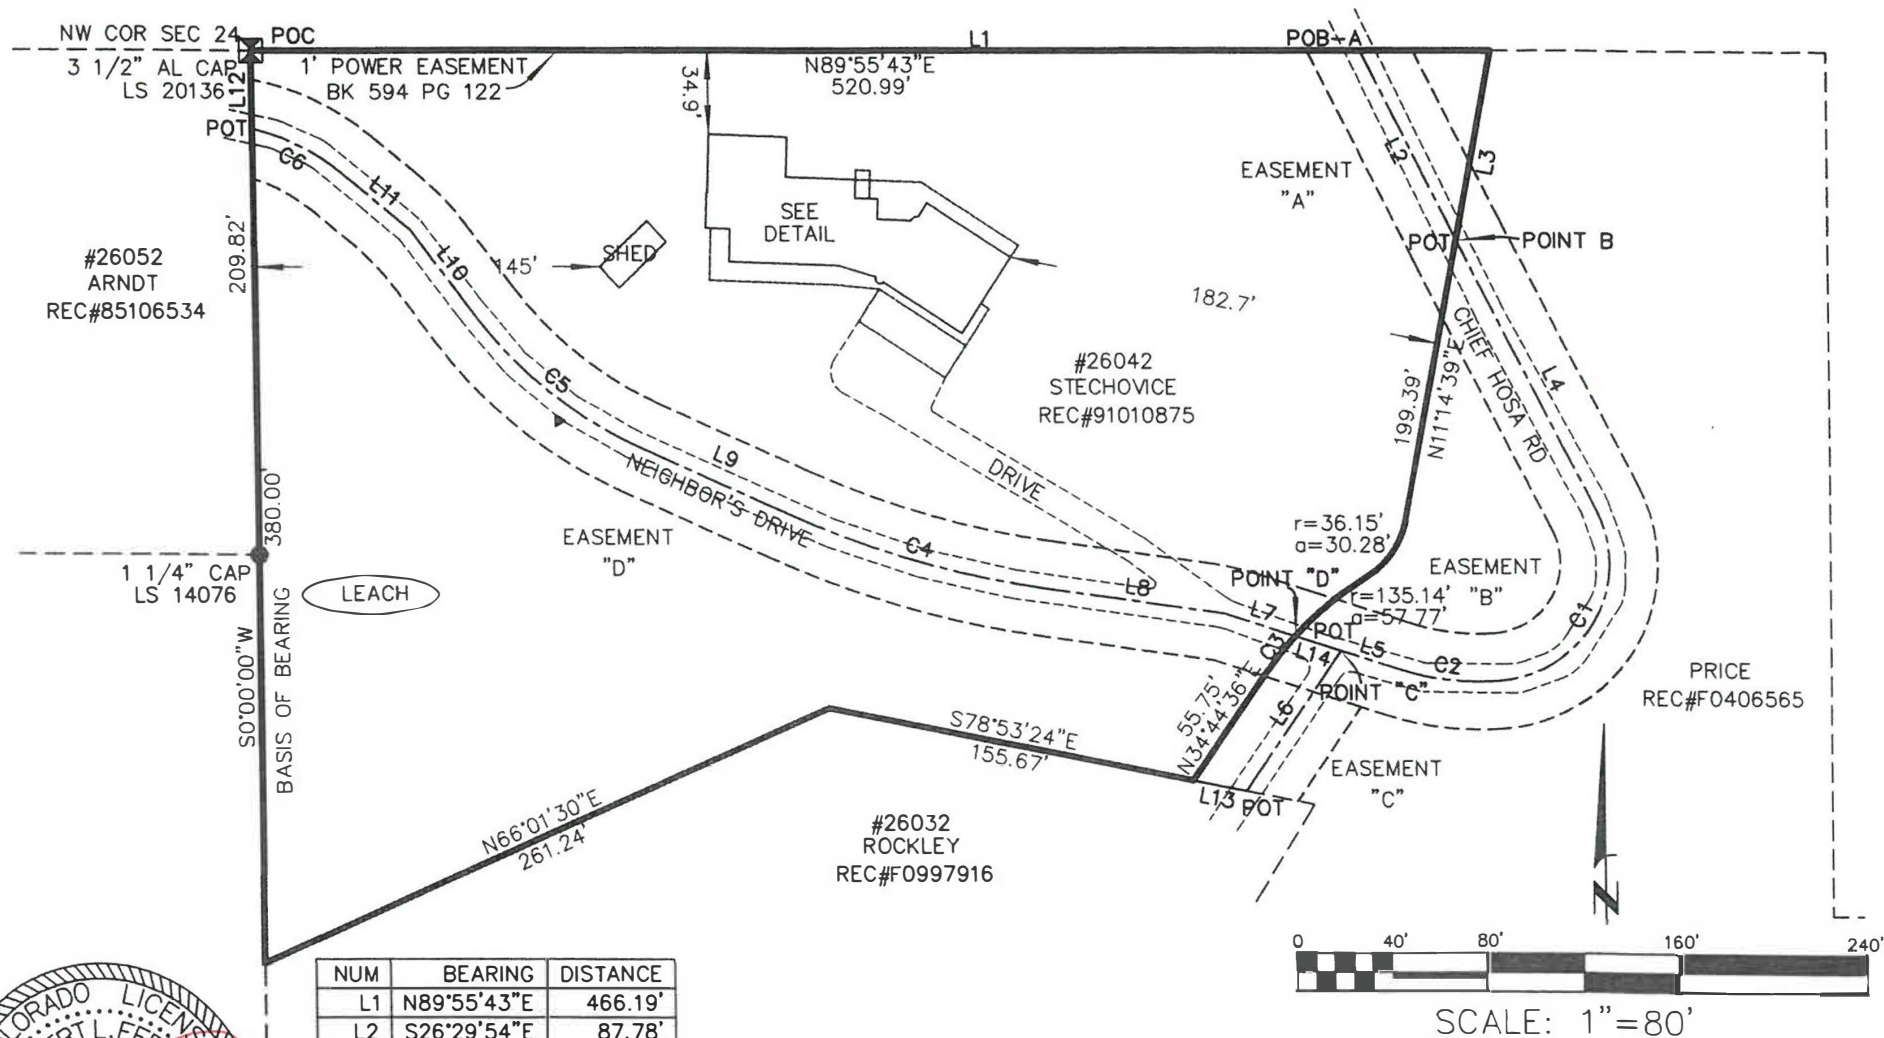 NW COR SEC 24
POC
L1
POB-A
3 1/2" AL CAP
LS 20136
L12
1' POWER EASEMENT
BK 594 PG 122
34.9'
N89°55'43"E
520.99'
POT
C6
L11
L10
209.82'
145'
SHED
SEE
DETAIL
EASEMENT
"A"
L2
L3
POT
POINT B
#26052
ARNDT
REC#85106534
182.7'
CHIEF HOSA RD
L4
C5
#26042
STECHOVICE
REC#91010875
199.39'
N11°14'39"E
L9
NEIGHBOR'S DRIVE
DRIVE
380.00'
EASEMENT
"D"
C4
L8
r=36.15'
a=30.28'
POINT "D"
EASEMENT
"B"
r=135.14'
a=57.77'
1 1/4" CAP
LS 14076
LEACH
L7
POT
L5
C1
C3
L14
C2
POINT "C"
S0°00'00"W
BASIS OF BEARING
55.75'
N34°44'36"E
L6
PRICE
REC#F0406565
S78°53'24"E
155.67'
EASEMENT
"C"
L13
POT
N66°01'30"E
261.24'
#26032
ROCKLEY
REC#F0997916
N
0 40' 80' 160' 240'
SCALE: 1"=80'
NUM BEARING DISTANCE
L1 N89°55'43"E 466.19'
L2 S26°29'54"E 87.78'